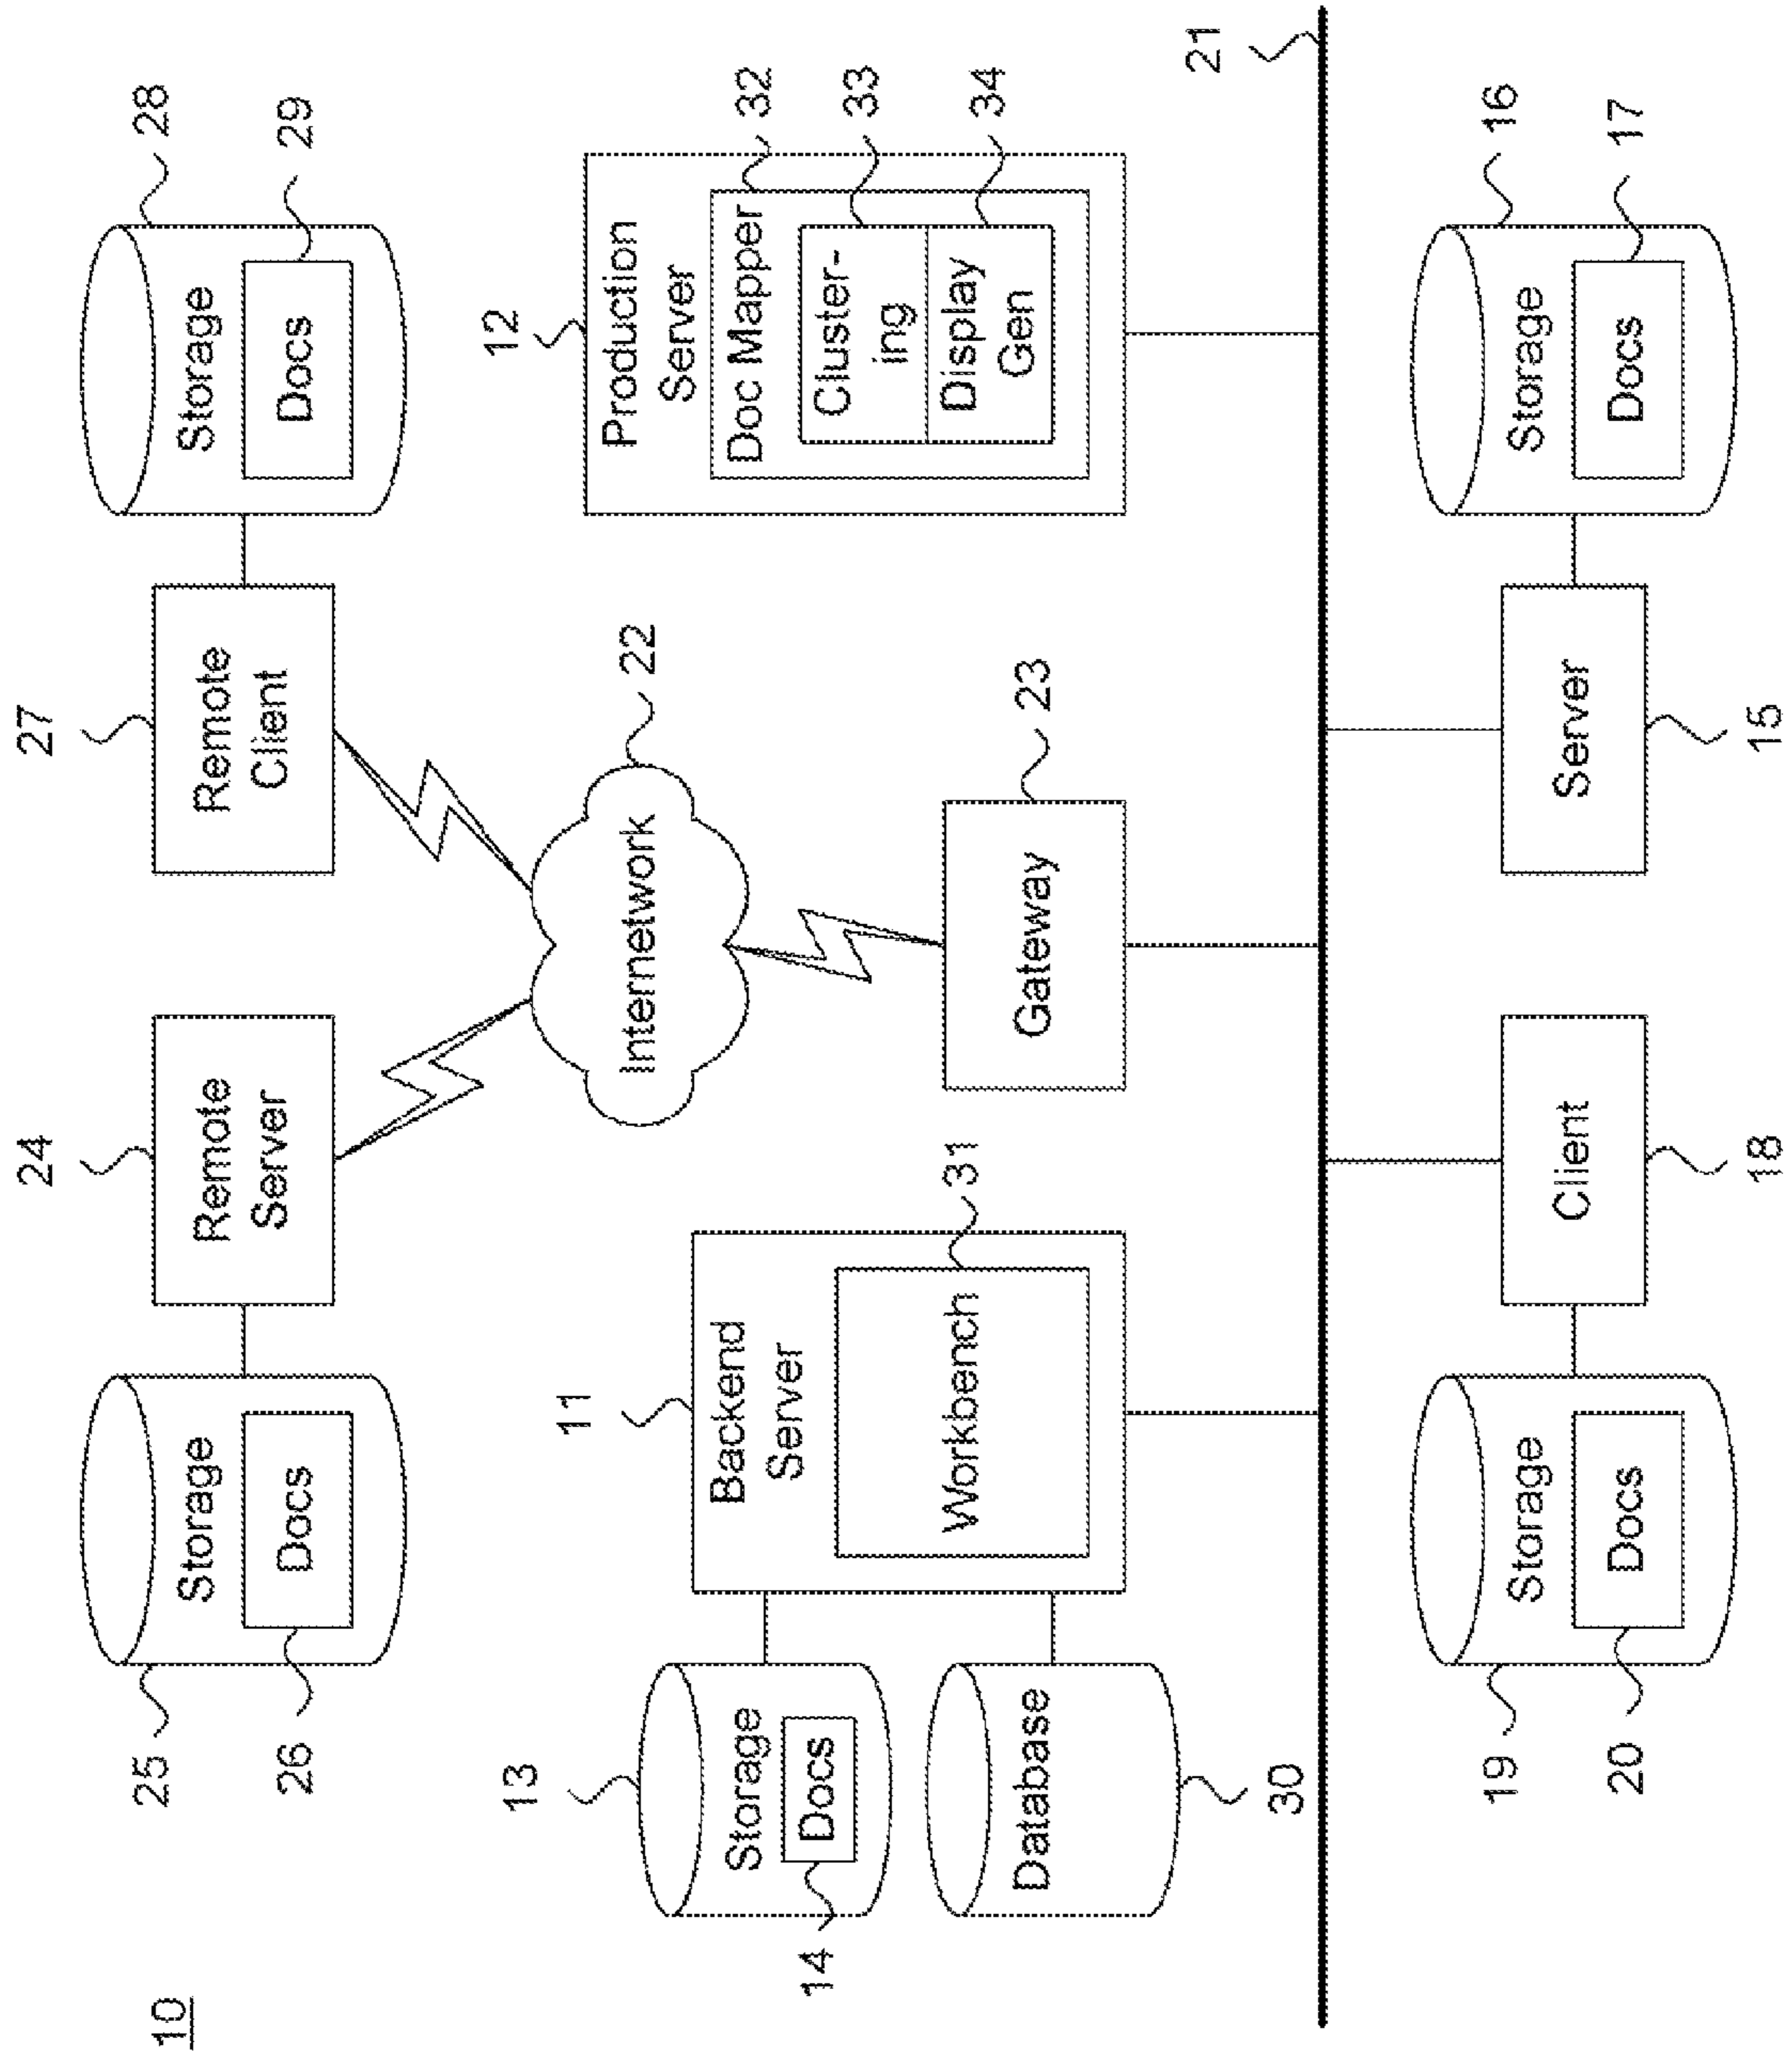 10
24
27
25
Storage
Docs
26
Remote
Server
Remote
Client
Storage
Docs
28
29
22
Internetwork
11
12
13
Storage
Docs
14
Database
30
Backend
Server
Workbench
31
Gateway
23
Production
Server
Doc Mapper
Cluster-
ing
Display
Gen
32
33
34
21
19
Storage
Docs
20
Client
18
Server
15
Storage
Docs
16
17